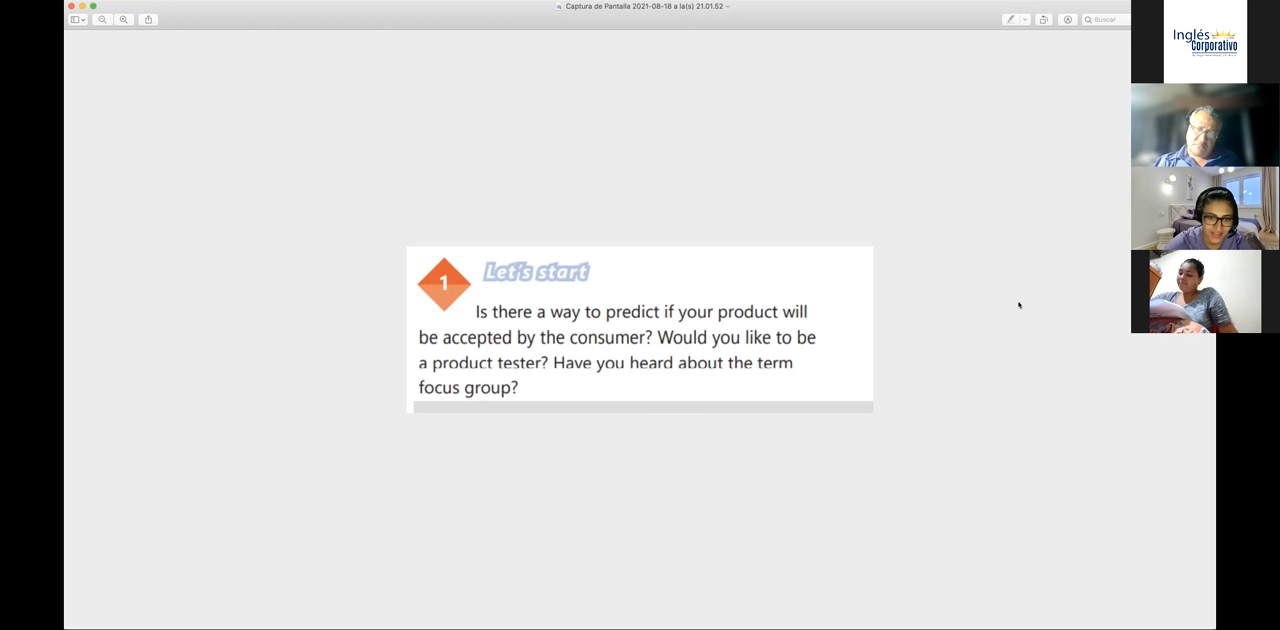 Captura de Pantalla 2021-08-18 a la(s) 21.01.52
Buscar
Inglés
Corporativo
1
Let's start
Is there a way to predict if your product will
be accepted by the consumer? Would you like to be
a product tester? Have you heard about the term
focus group?